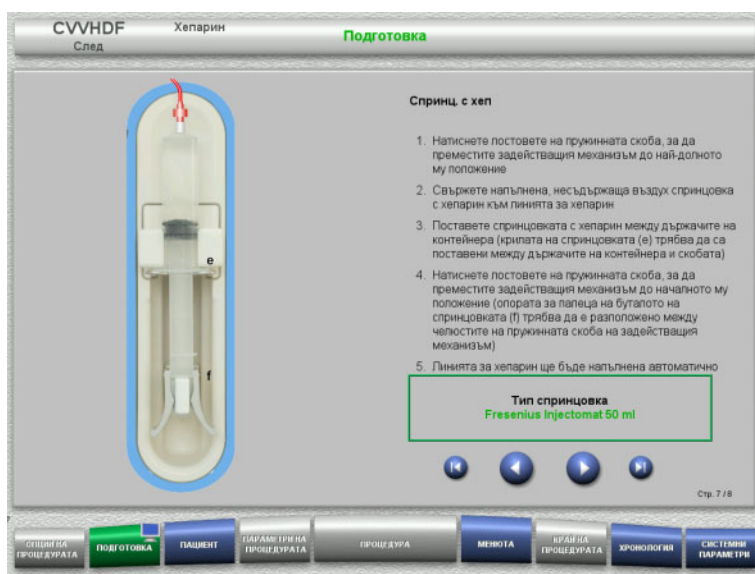 CVVHDF
Хепарин
След
Подготовка
Спринц. с хеп
1. Натиснете постовете на пружинната скоба, за да
преместите задействащия механизъм до най-долното
му положение
2. Свържете напълнена, несъдържаща въздух спринцовка
с хепарин към линията за хепарин
3. Поставете спринцовката с хепарин между държачите на
контейнера (крилата на спринцовката (e) трябва да са
поставени между държачите на контейнера и скобата)
4. Натиснете постовете на пружинната скоба, за да
преместите задействащия механизъм до началното му
положение (опората за палеца на буталото на
спринцовката (f) трябва да е разположено между
челюстите на пружинната скоба на задействащия
механизъм)
5. Линията за хепарин ще бъде напълнена автоматично
e
f
Тип спринцовка
Fresenius Injectomat 50 ml
Стр. 7 / 8
ОПЦИИ НА
ПРОЦЕДУРАТА
ПОДГОТОВКА
ПАЦИЕНТ
ПАРАМЕТРИ НА
ПРОЦЕДУРАТА
ПРОЦЕДУРА
МЕНЮТА
КРАЙ НА
ПРОЦЕДУРАТА
ХРОНОЛОГИЯ
СИСТЕМНИ
ПАРАМЕТРИ